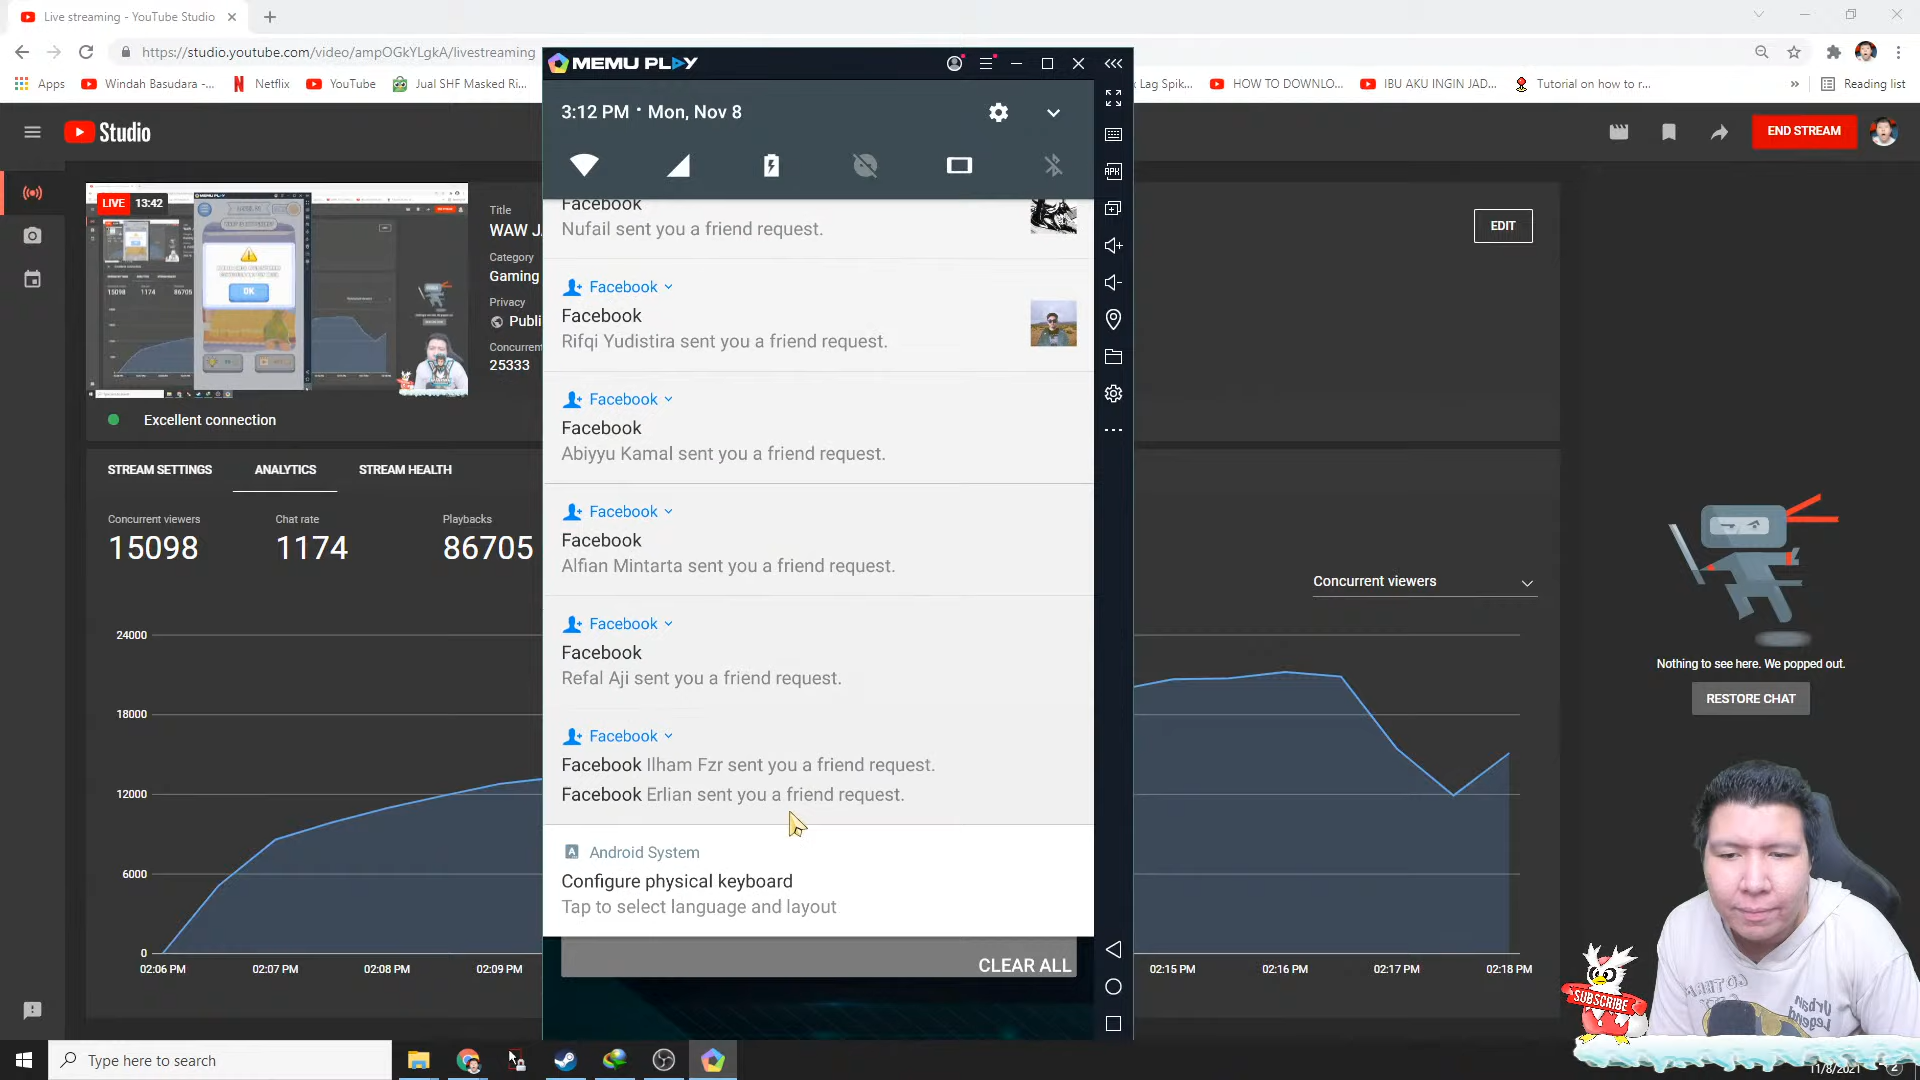 Live streaming - YouTube Studio
https://studio.youtube.com/video/ampOGkYLgkA/livestreaming
Apps
Windah Basudara -...
Netflix
YouTube
Jual SHF Masked Ri...
Lag Spik...
HOW TO DOWNLO...
IBU AKU INGIN JAD...
Tutorial on how to r...
Reading list
Studio
END STREAM
MEMU PLAY
3:12 PM • Mon, Nov 8
LIVE 13:42
OK
Title
WAW J
Category
Gaming
Privacy
Publi
Concurrent
25333
Excellent connection
EDIT
STREAM SETTINGS
ANALYTICS
STREAM HEALTH
Concurrent viewers
15098
Chat rate
1174
Playbacks
86705
Concurrent viewers
24000
18000
12000
6000
0
02:06 PM
02:07 PM
02:08 PM
02:09 PM
02:15 PM
02:16 PM
02:17 PM
02:18 PM
Facebook
Nufail sent you a friend request.
Facebook
Facebook
Rifqi Yudistira sent you a friend request.
Facebook
Facebook
Abiyyu Kamal sent you a friend request.
Facebook
Facebook
Alfian Mintarta sent you a friend request.
Facebook
Facebook
Refal Aji sent you a friend request.
Facebook
Facebook Ilham Fzr sent you a friend request.
Facebook Erlian sent you a friend request.
Android System
Configure physical keyboard
Tap to select language and layout
CLEAR ALL
APK
Nothing to see here. We popped out.
RESTORE CHAT
SUBSCRIBE
Urban
Legend
Type here to search
11/8/2021
2